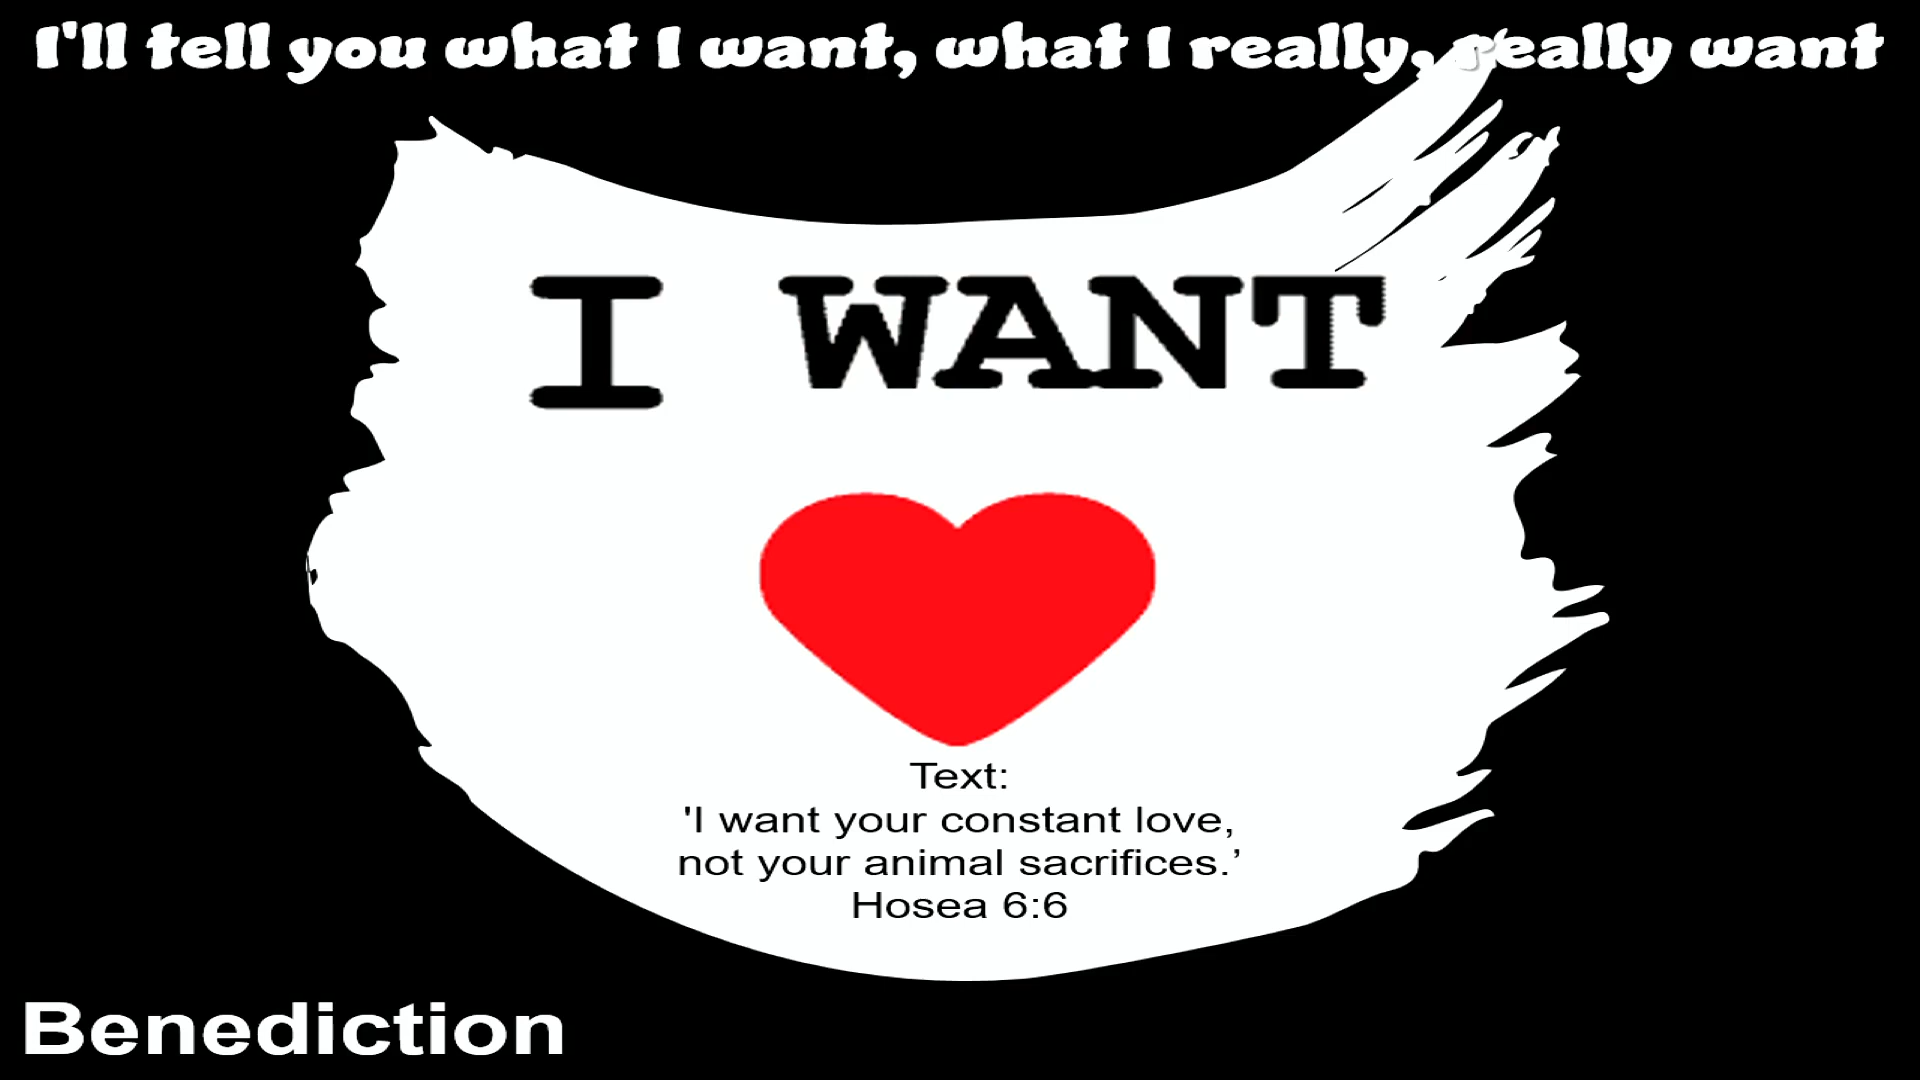 I'll tell you what I want, what I really, really want
I WANT
Text:
'I want your constant love,
not your animal sacrifices.’
Hosea 6:6
Benediction